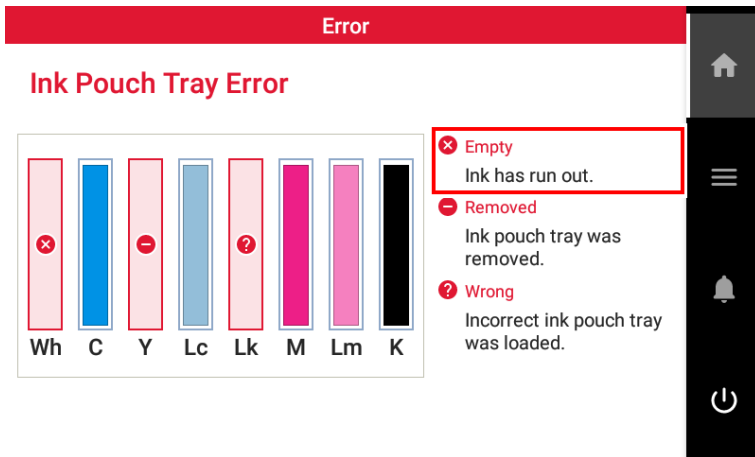 Error
Ink Pouch Tray Error
Empty
Ink has run out.
Removed
Ink pouch tray was
removed.
Wrong
Incorrect ink pouch tray
was loaded.
Wh C Y Lc Lk M Lm K